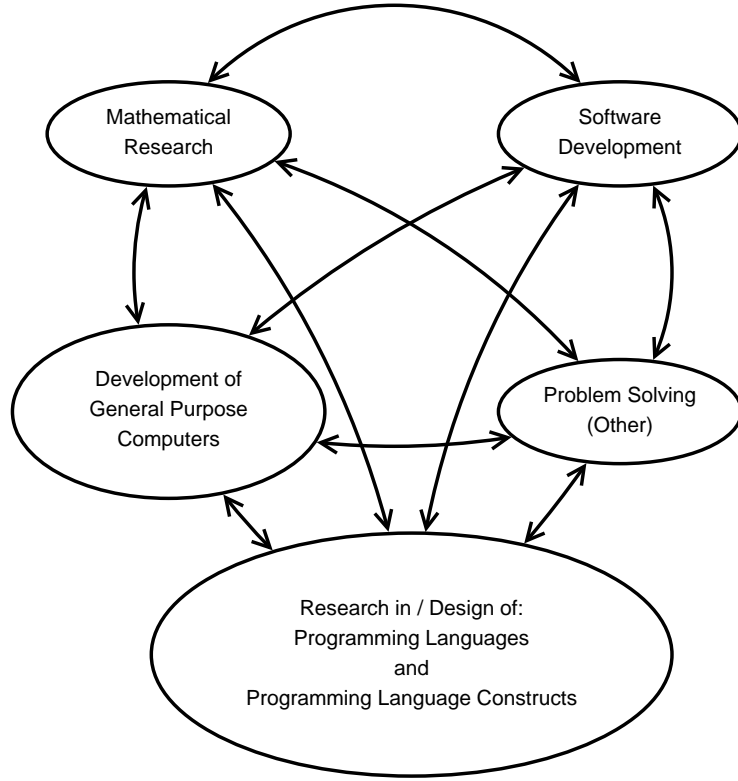 Mathematical
Research
Software
Development
Development of
General Purpose
Computers
Problem Solving
(Other)
Research in / Design of:
Programming Languages
and
Programming Language Constructs